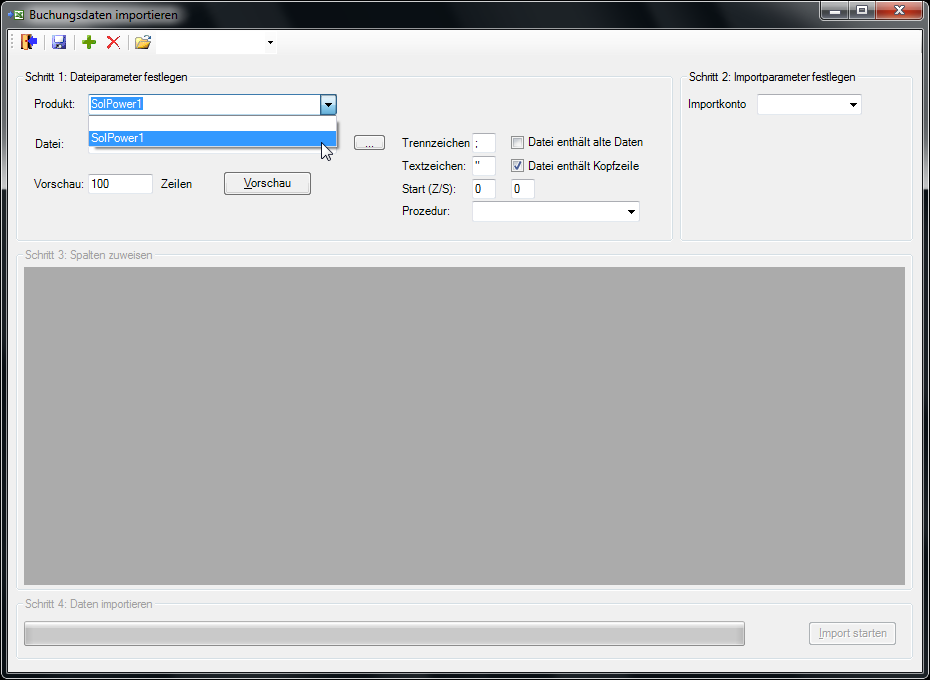 Buchungsdaten importieren
Schritt 1: Dateiparameter festlegen
Produkt: SolPower1
SolPower1
Datei: ...
Vorschau: 100 Zeilen Vorschau
Trennzeichen ; Datei enthält alte Daten
Textzeichen: " Datei enthält Kopfzeile
Start (Z/S): 0 0
Prozedur:
Schritt 2: Importparameter festlegen
Importkonto
Schritt 3: Spalten zuweisen
Schritt 4: Daten importieren
Import starten